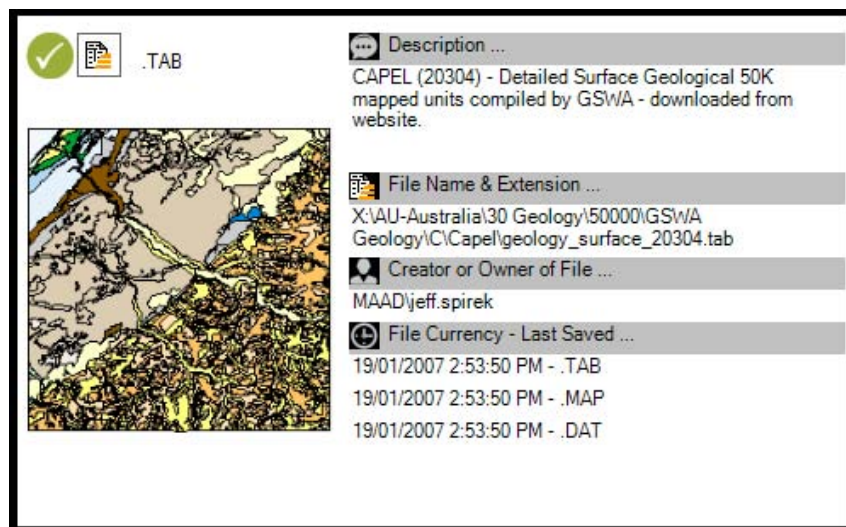 .TAB
Description ...
CAPEL (20304) - Detailed Surface Geological 50K
mapped units compiled by GSWA - downloaded from
website.
File Name & Extension ...
X:\AU-Australia\30 Geology\50000\GSWA
Geology\C\Capel\geology_surface_20304.tab
Creator or Owner of File ...
MAAD\jeff.spirek
File Currency - Last Saved ...
19/01/2007 2:53:50 PM - .TAB
19/01/2007 2:53:50 PM - .MAP
19/01/2007 2:53:50 PM - .DAT